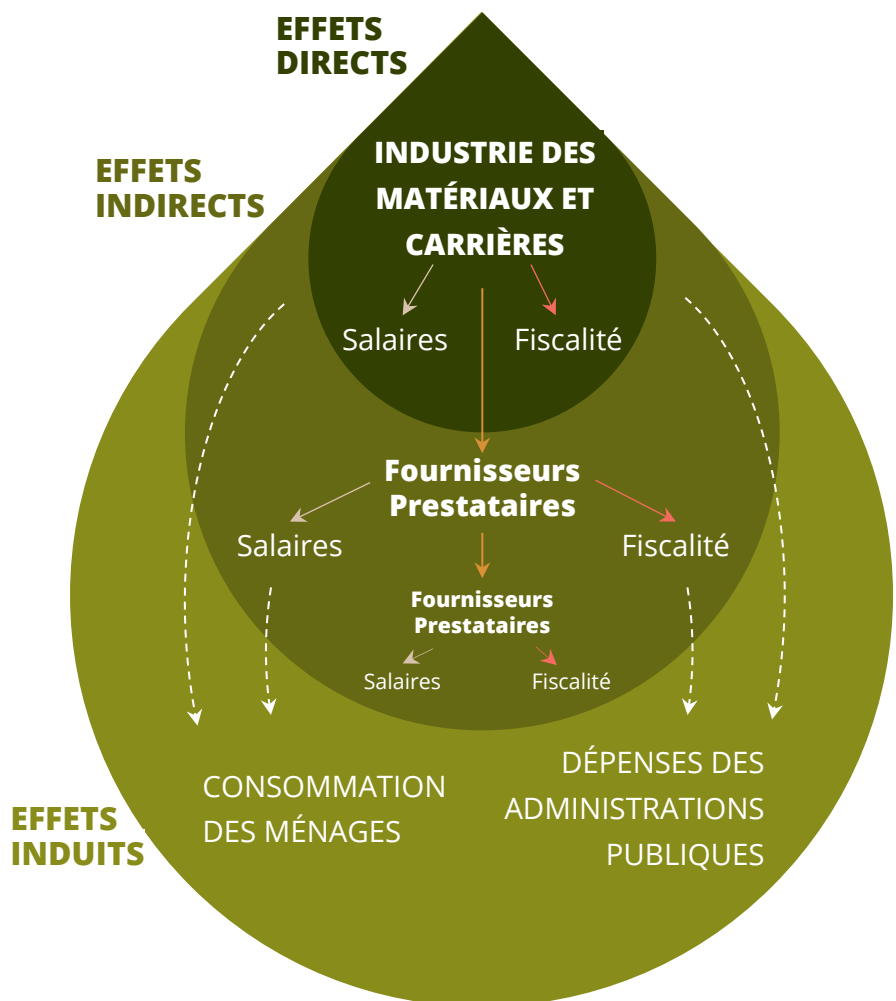 EFFETS
DIRECTS
EFFETS
INDIRECTS
INDUSTRIE DES
MATÉRIAUX ET
CARRIÈRES
Salaires
Fiscalité
Fournisseurs
Prestataires
Salaires
Fiscalité
Fournisseurs
Prestataires
Salaires
Fiscalité
EFFETS
INDUITS
CONSOMMATION
DES MÉNAGES
DÉPENSES DES
ADMINISTRATIONS
PUBLIQUES